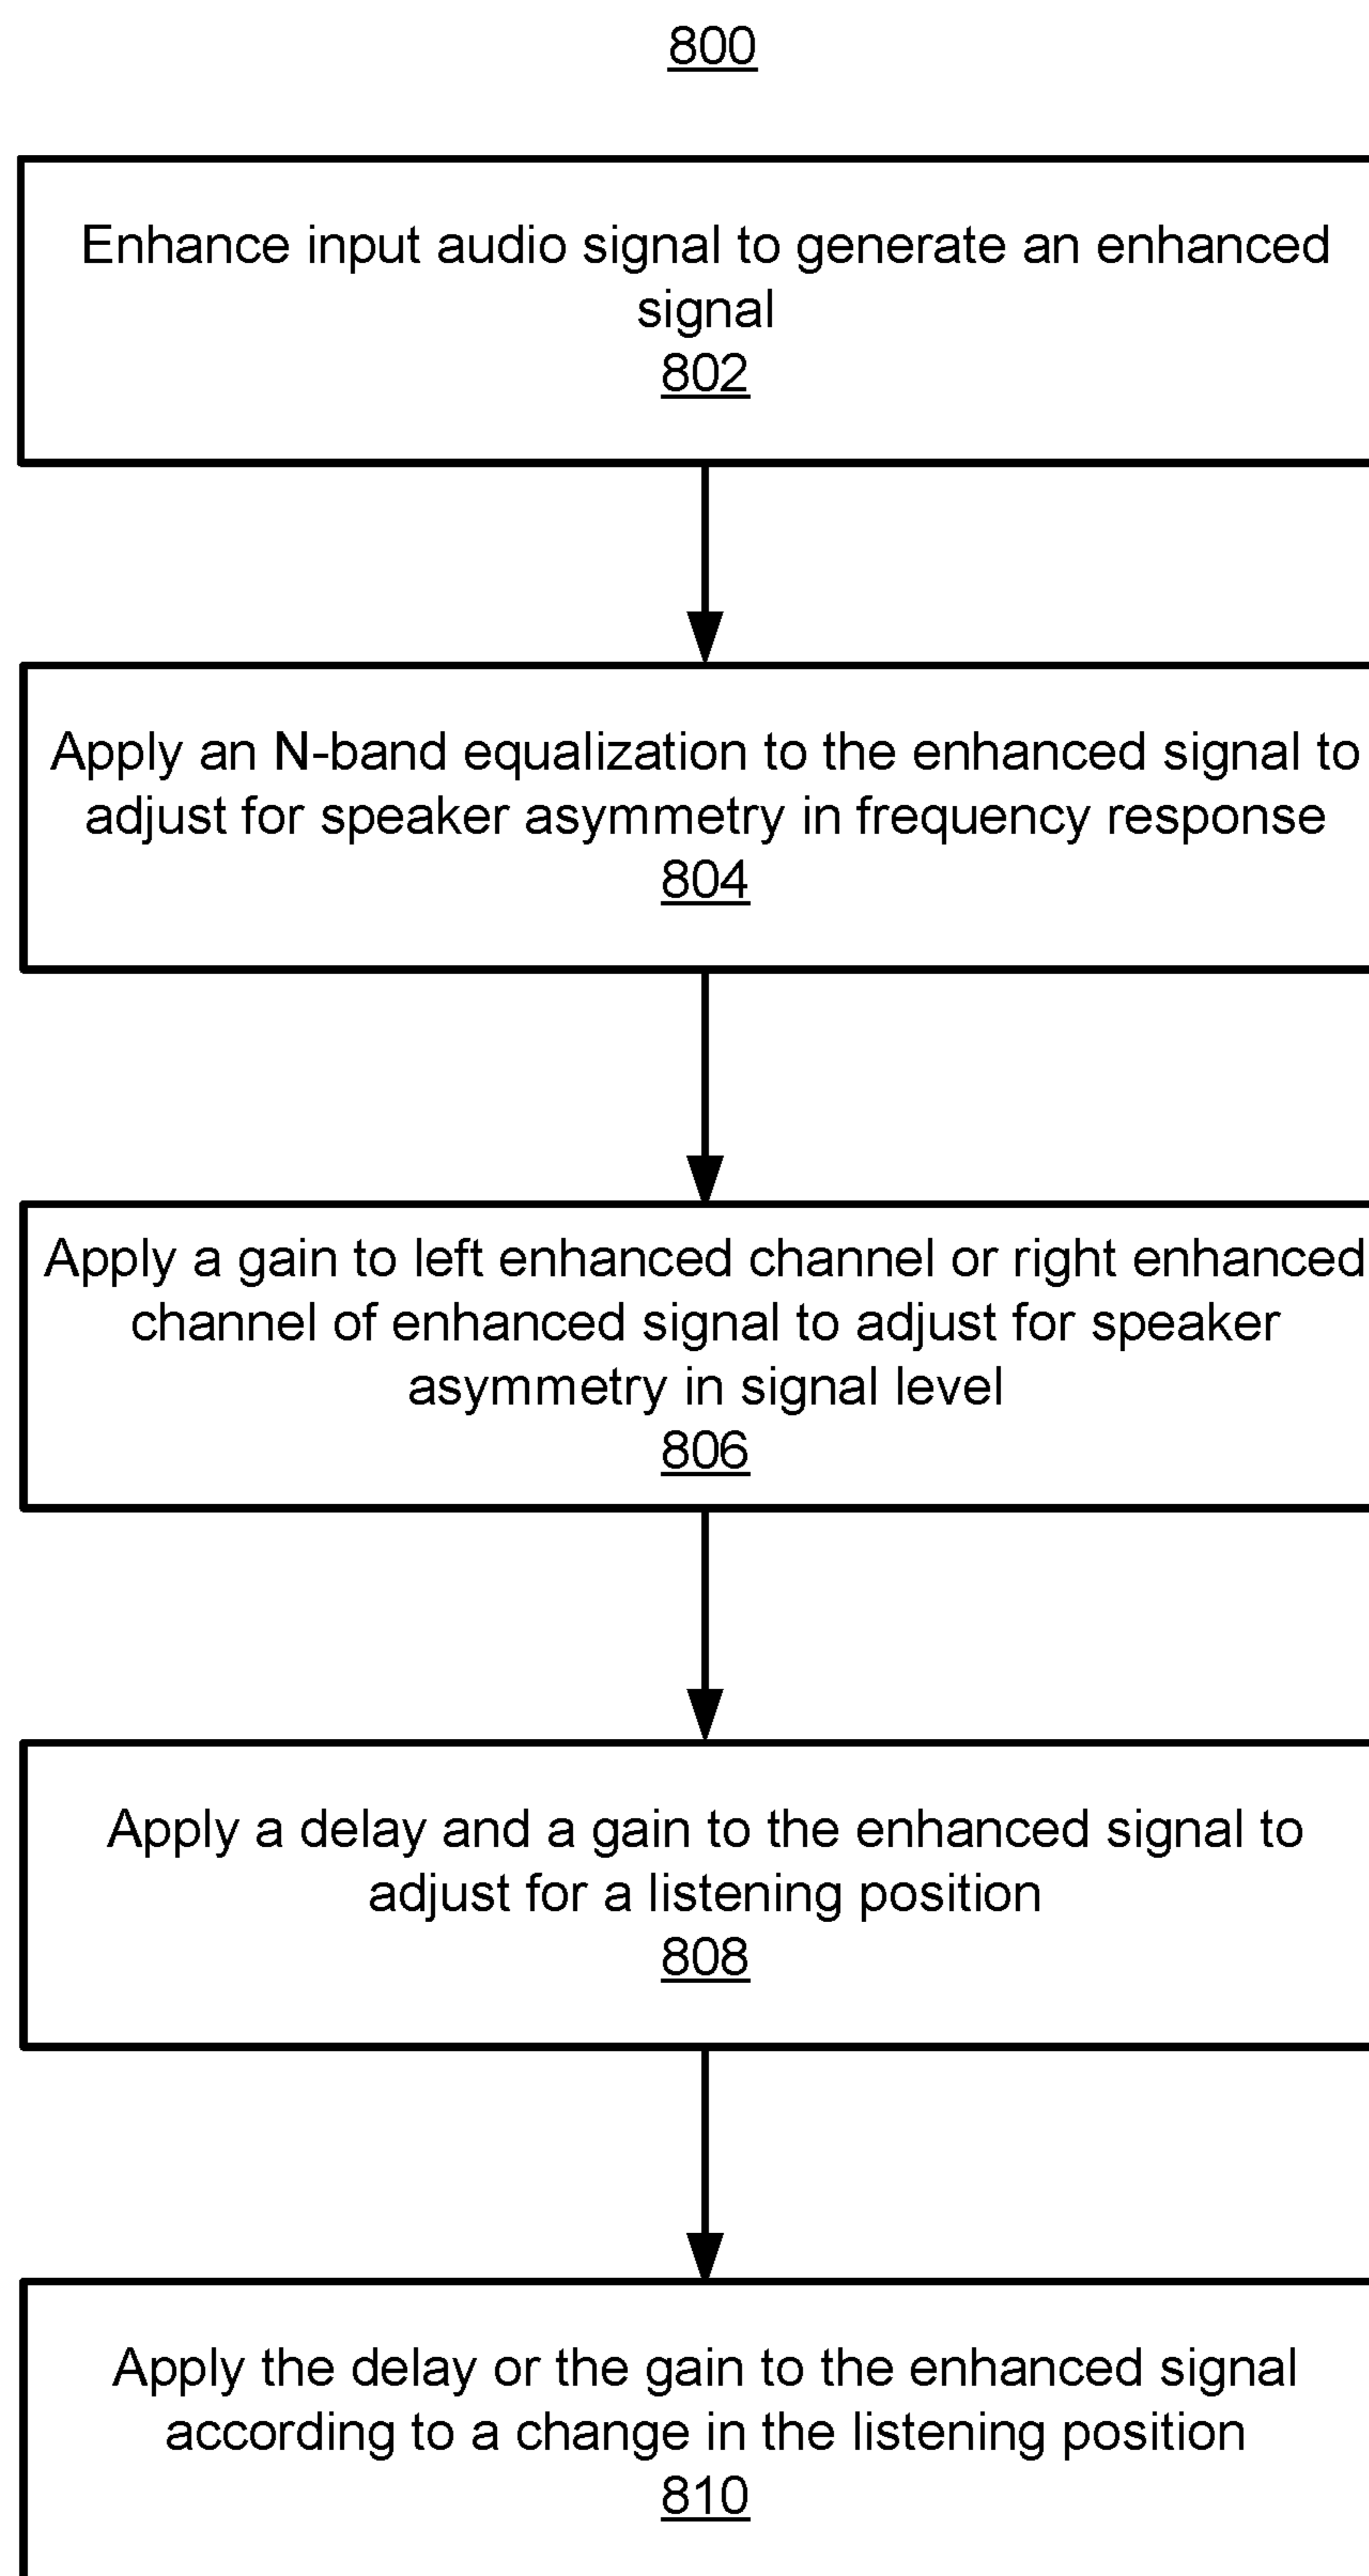 800
Enhance input audio signal to generate an enhanced
signal
802
Apply an N-band equalization to the enhanced signal to
adjust for speaker asymmetry in frequency response
804
Apply a gain to left enhanced channel or right enhanced
channel of enhanced signal to adjust for speaker
asymmetry in signal level
806
Apply a delay and a gain to the enhanced signal to
adjust for a listening position
808
Apply the delay or the gain to the enhanced signal
according to a change in the listening position
810